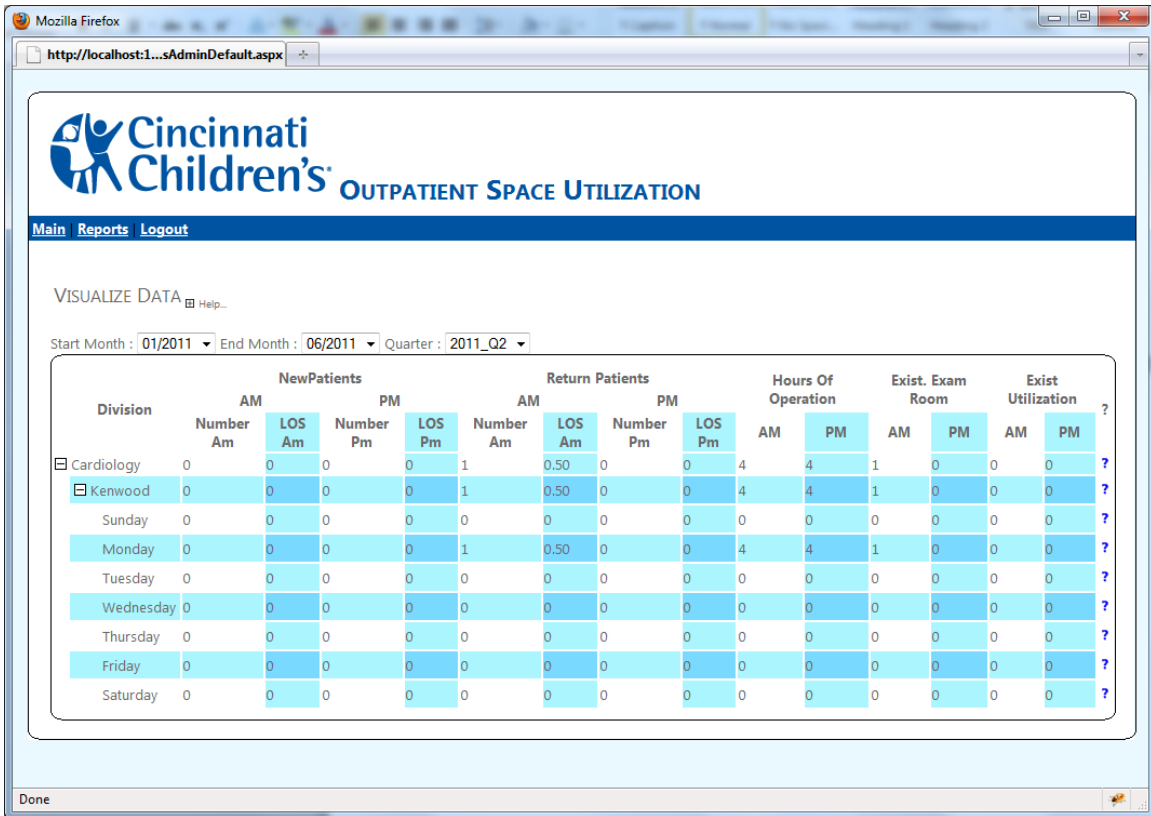 Mozilla Firefox
http://localhost:1...sAdminDefault.aspx
Cincinnati
Children's
OUTPATIENT SPACE UTILIZATION
Main | Reports | Logout
VISUALIZE DATA Help...
Start Month : 01/2011 End Month : 06/2011 Quarter : 2011_Q2
Division NewPatients Return Patients Hours Of Operation Exist. Exam Room Exist Utilization ?
AM PM AM PM
Number Am LOS Am Number Pm LOS Pm Number Am LOS Am Number Pm LOS Pm AM PM AM PM AM PM
Cardiology 0 0 0 0 1 0.50 0 0 4 4 1 0 0 0 ?
Kenwood 0 0 0 0 1 0.50 0 0 4 4 1 0 0 0 ?
Sunday 0 0 0 0 0 0 0 0 0 0 0 0 0 0 ?
Monday 0 0 0 0 1 0.50 0 0 4 4 1 0 0 0 ?
Tuesday 0 0 0 0 0 0 0 0 0 0 0 0 0 0 ?
Wednesday 0 0 0 0 0 0 0 0 0 0 0 0 0 0 ?
Thursday 0 0 0 0 0 0 0 0 0 0 0 0 0 0 ?
Friday 0 0 0 0 0 0 0 0 0 0 0 0 0 0 ?
Saturday 0 0 0 0 0 0 0 0 0 0 0 0 0 0 ?
Done